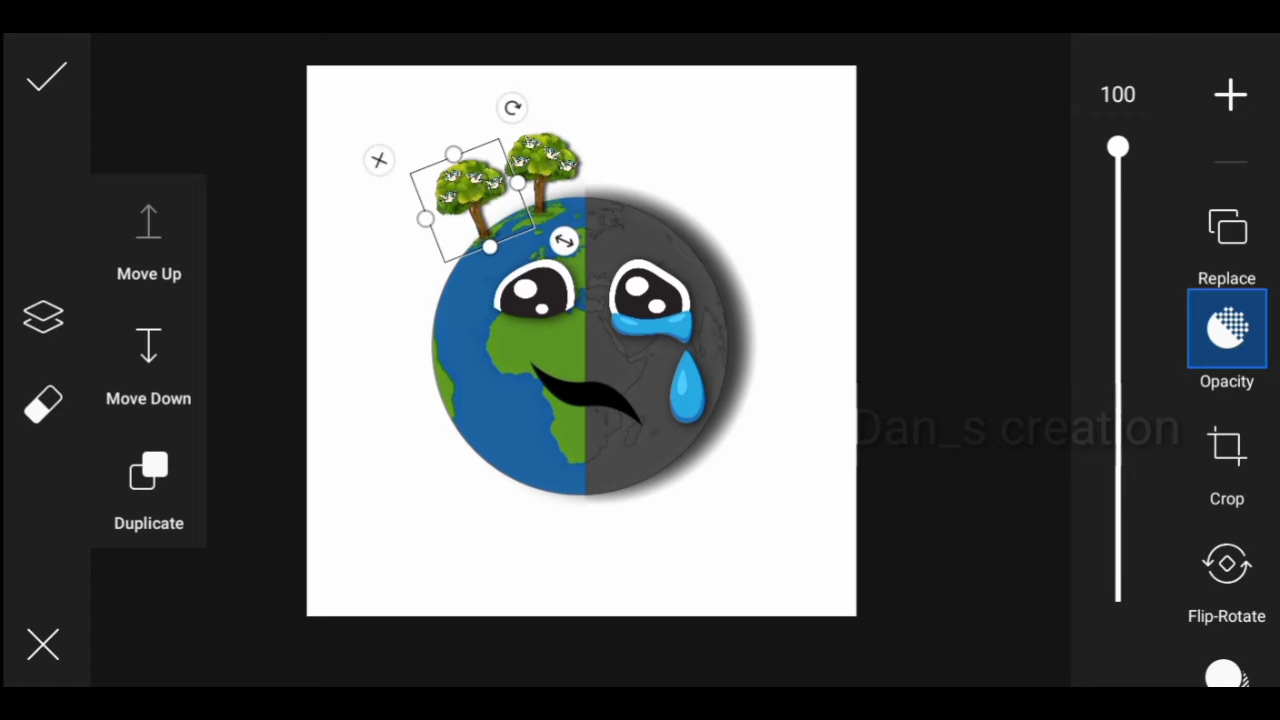 100
Move Up
Replace
Opacity
Move Down
Dan_s creation
Crop
Duplicate
Flip-Rotate